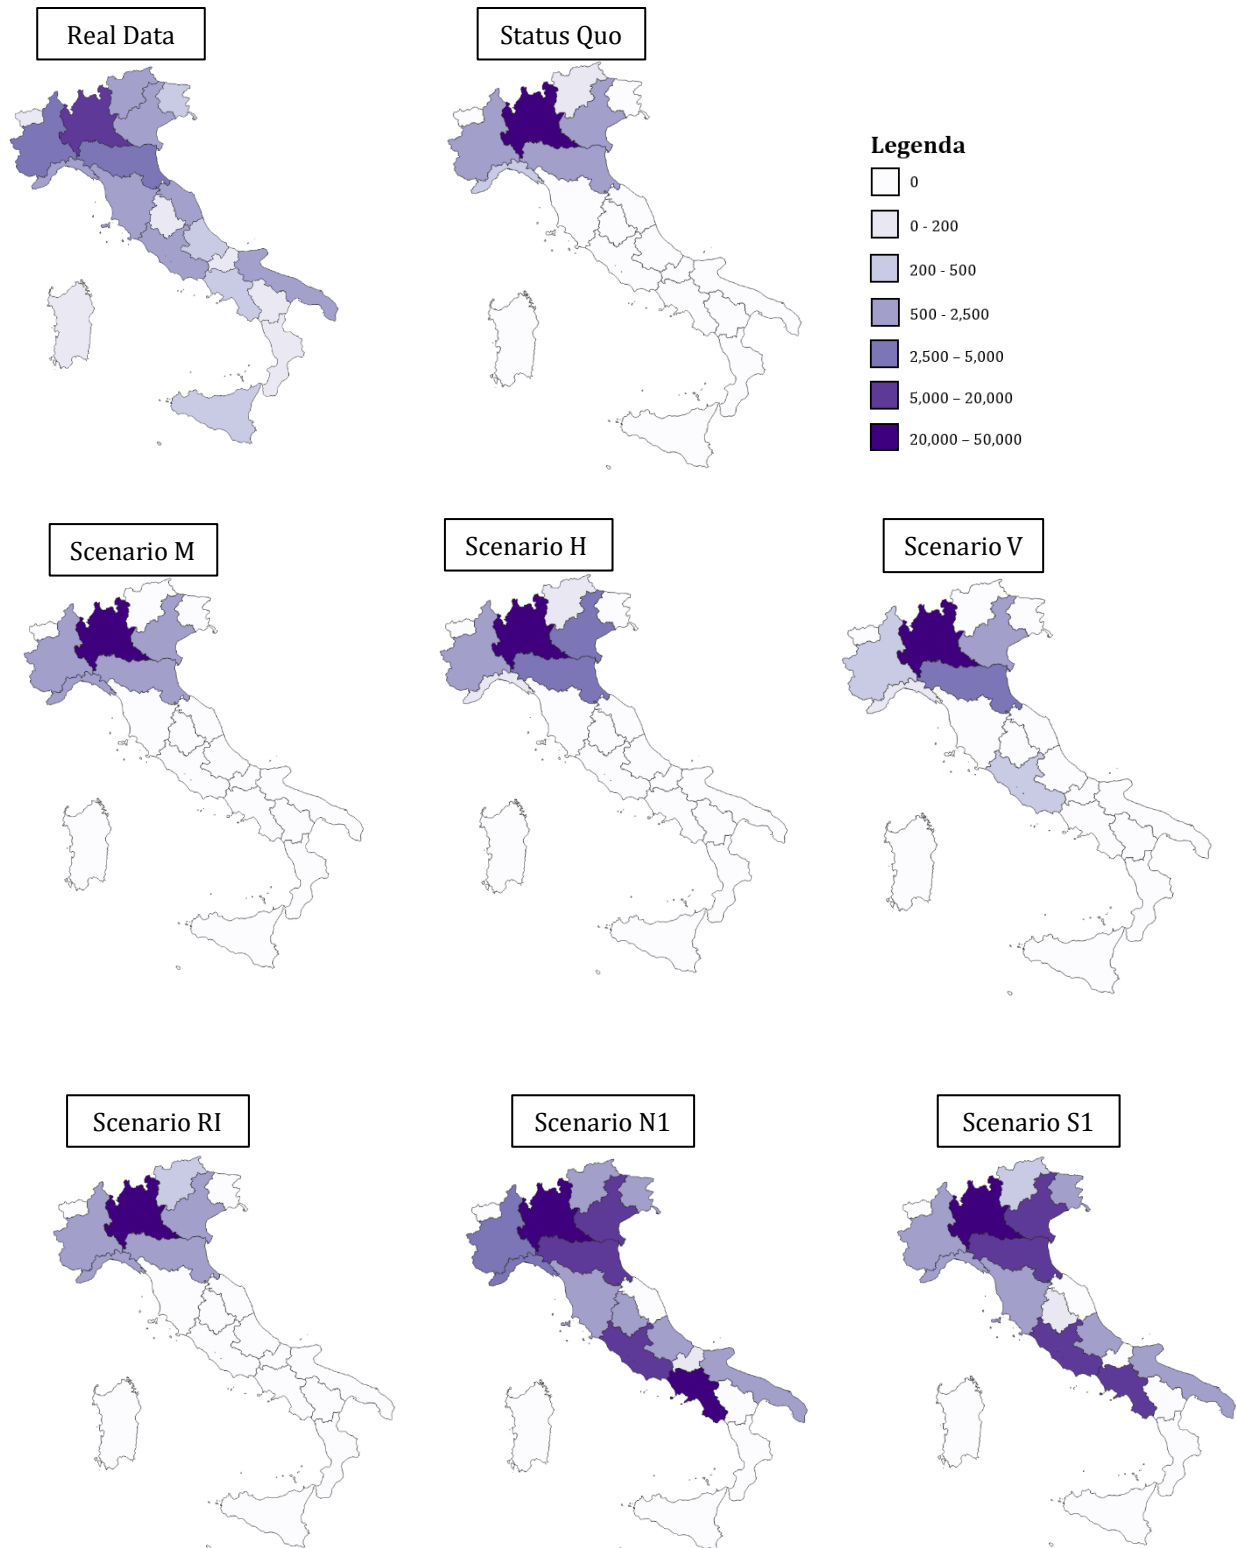 Real Data
Status Quo
Legenda
0
0 - 200
200 - 500
500 - 2,500
2,500 – 5,000
5,000 – 20,000
20,000 – 50,000
Scenario M
Scenario H
Scenario V
Scenario RI
Scenario N1
Scenario S1